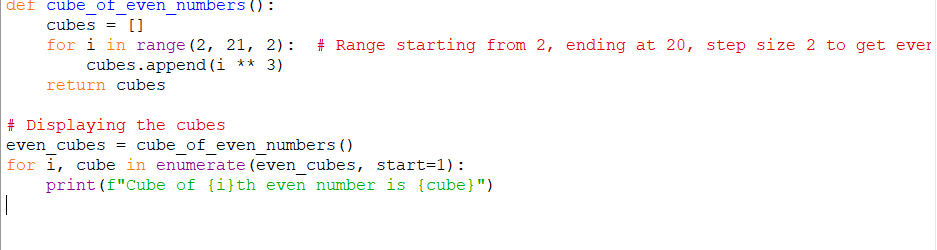 def cube_of_even_numbers():
    cubes = []
    for i in range(2, 21, 2):  # Range starting from 2, ending at 20, step size 2 to get ever
        cubes.append(i ** 3)
    return cubes

# Displaying the cubes
even_cubes = cube_of_even_numbers()
for i, cube in enumerate(even_cubes, start=1):
    print(f"Cube of {i}th even number is {cube}")